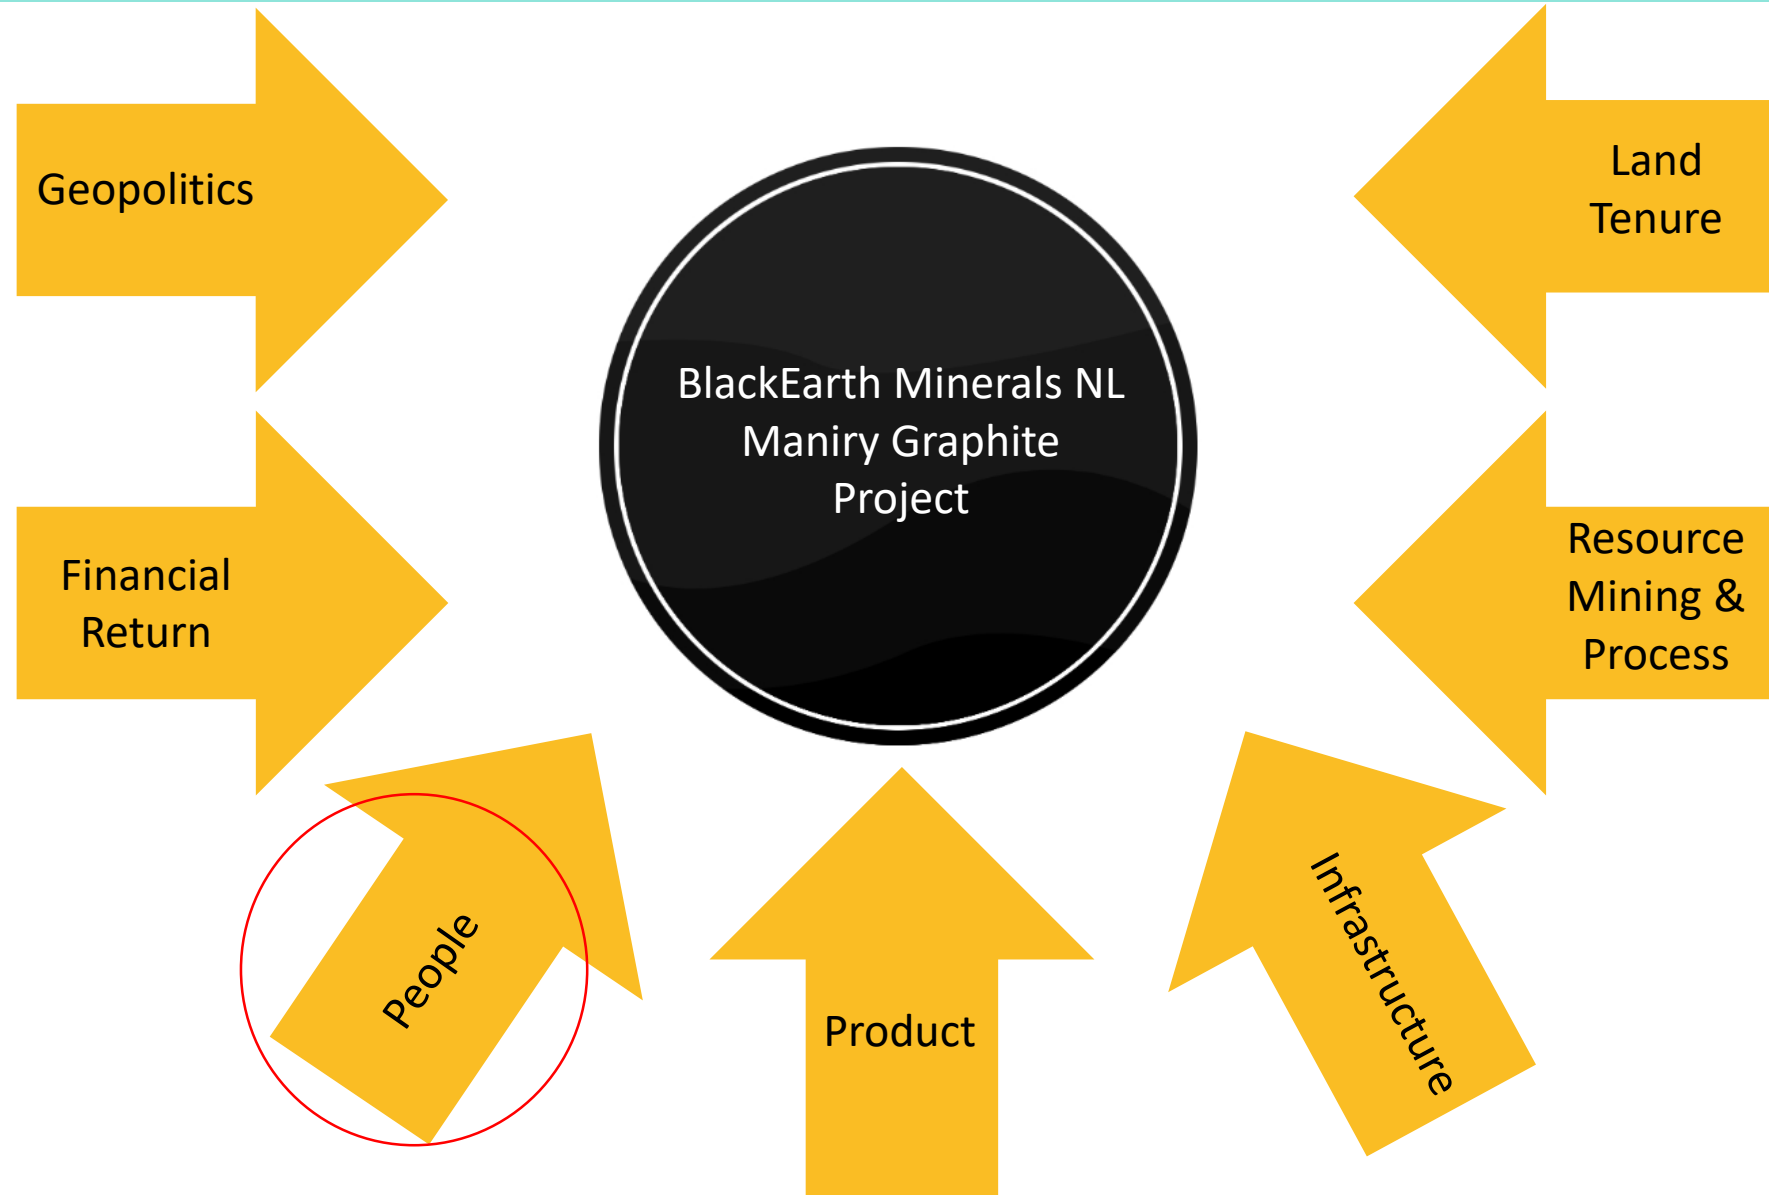 Geopolitics
Land
Tenure
BlackEarth Minerals NL
Maniry Graphite
Project
Financial
Return
Resource
Mining &
Process
People
Product
Infrastructure